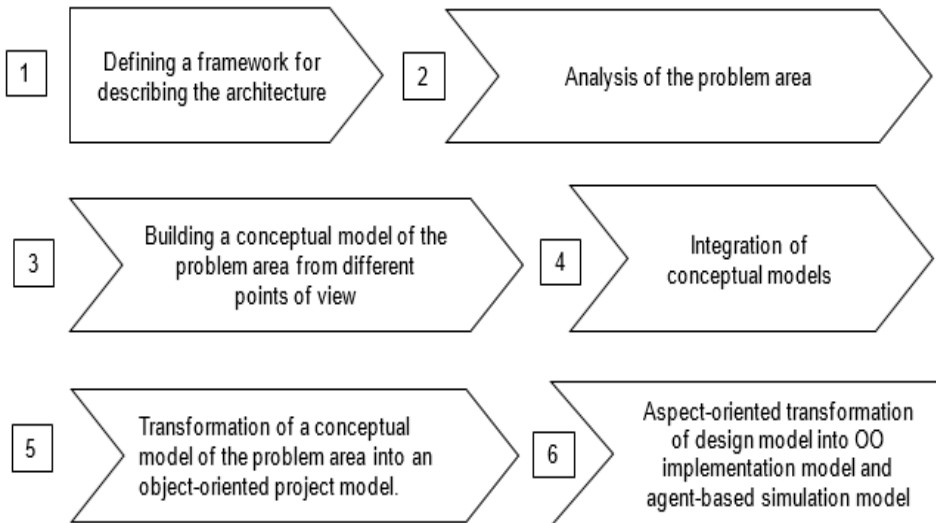 1
Defining a framework for
describing the architecture
2
Analysis of the problem area
3
Building a conceptual model of the
problem area from different
points of view
4
Integration of
conceptual models
5
Transformation of a conceptual
model of the problem area into an
object-oriented project model.
6
Aspect-oriented transformation
of design model into OO
implementation model and
agent-based simulation model